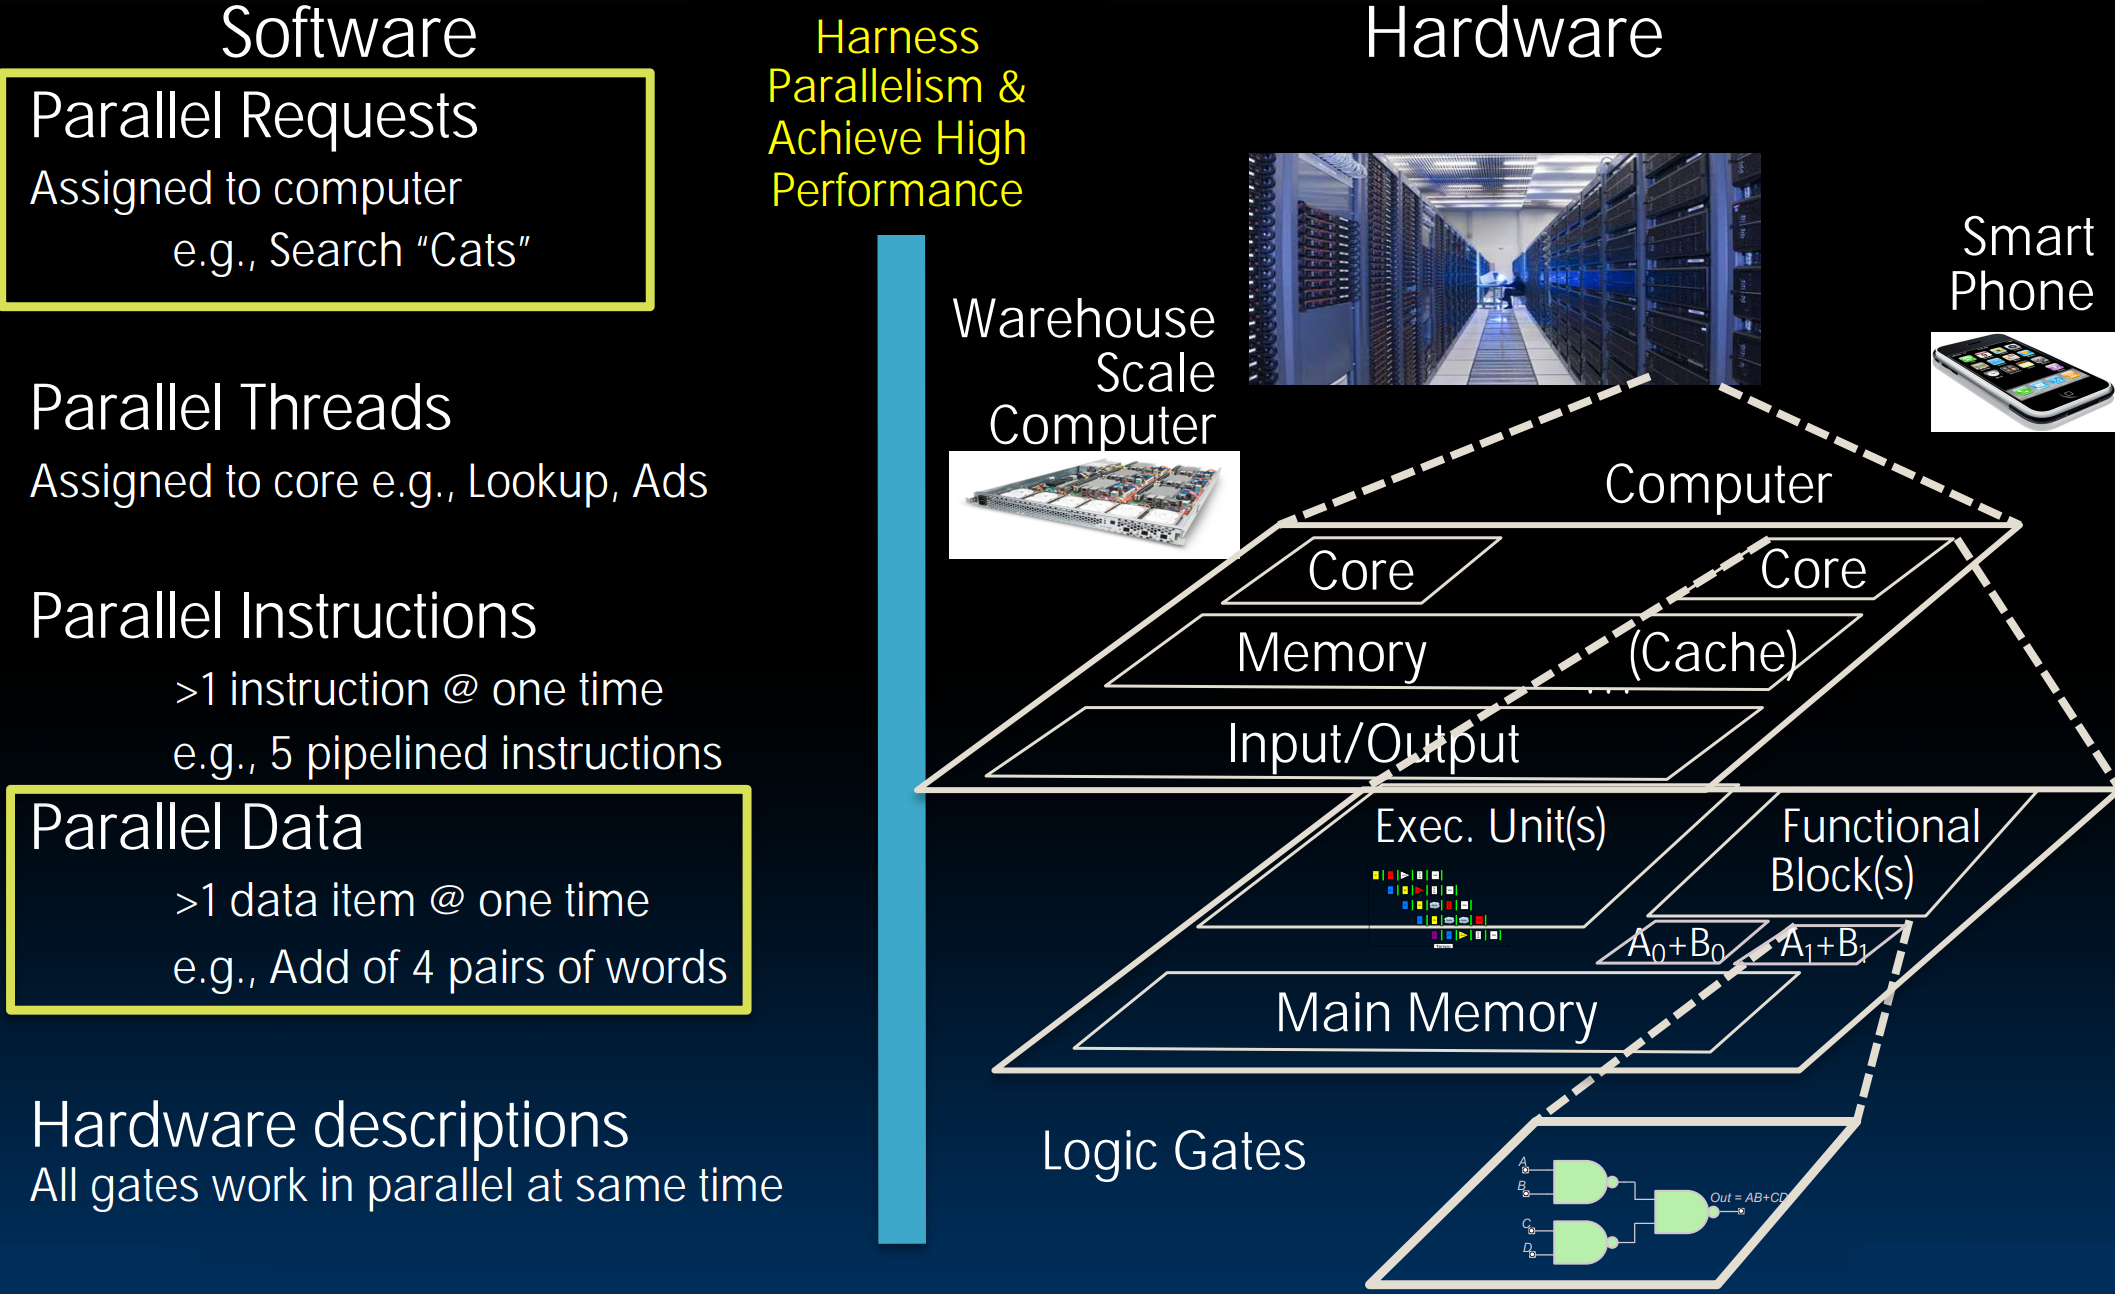 Software
Parallel Requests
Assigned to computer
e.g., Search “Cats”
Parallel Threads
Assigned to core e.g., Lookup, Ads
Parallel Instructions
>1 instruction @ one time
e.g., 5 pipelined instructions
Parallel Data
>1 data item @ one time
e.g., Add of 4 pairs of words
Hardware descriptions
All gates work in parallel at same time
Harness
Parallelism &
Achieve High
Performance
Hardware
Smart
Phone
Warehouse
Scale
Computer
Computer
Core
Core
Memory
(Cache)
…
Input/Output
Exec. Unit(s)
Functional
Block(s)
A₀+B₀
A₁+B₁
Main Memory
Logic Gates
A
B
C
D
Out = AB+CD